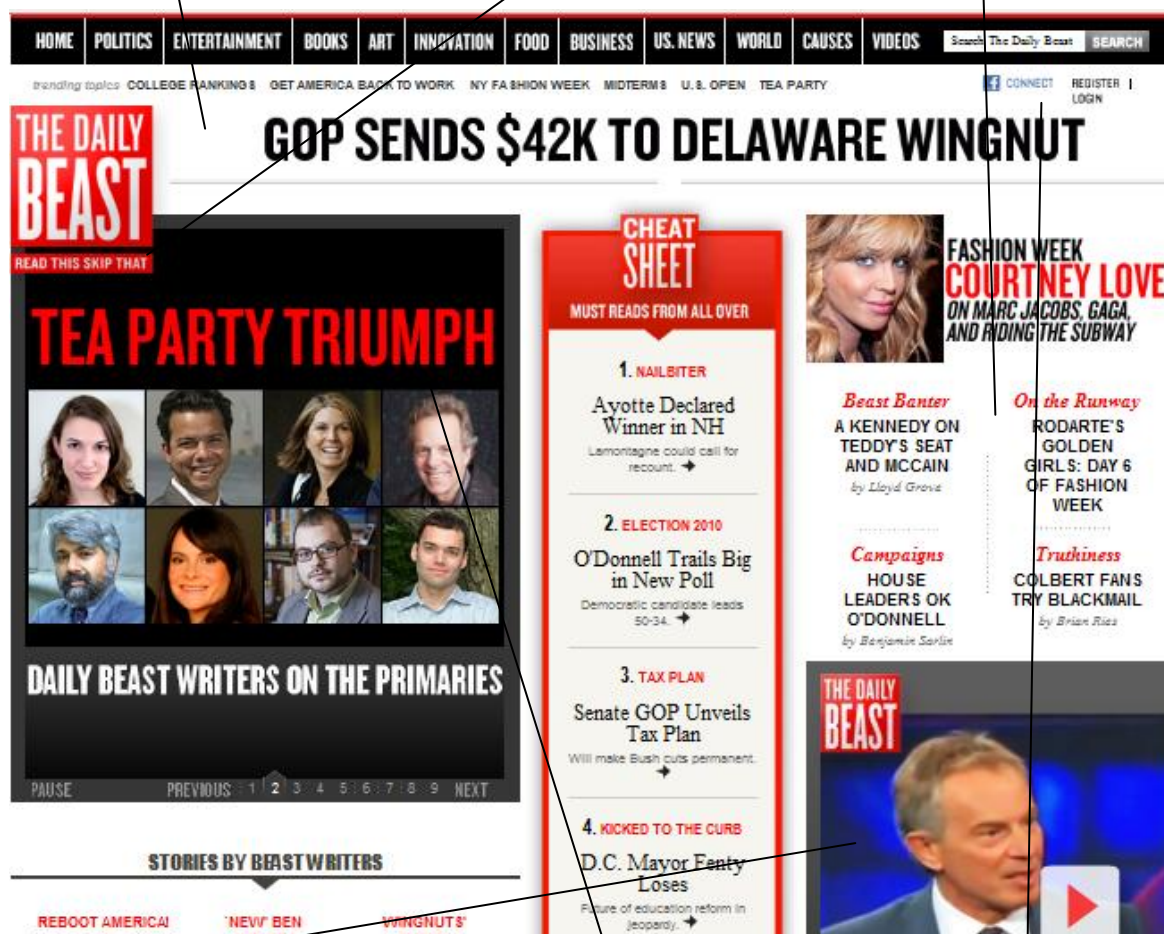 HOME POLITICS ENTERTAINMENT BOOKS ART INNOVATION FOOD BUSINESS U.S. NEWS WORLD CAUSES VIDEOS Search The Daily Beast SEARCH
trending topics COLLEGE RANKINGS GET AMERICA BACK TO WORK NY FASHION WEEK MIDTERMS U.S. OPEN TEA PARTY
CONNECT REGISTER |
LOGIN
THE DAILY
BEAST
READ THIS SKIP THAT
GOP SENDS $42K TO DELAWARE WINGNUT
TEA PARTY TRIUMPH
DAILY BEAST WRITERS ON THE PRIMARIES
PAUSE PREVIOUS 1 2 3 4 5 6 7 8 9 NEXT
STORIES BY BEAST WRITERS
REBOOT AMERICA! 'NEW' BEN 'WINGNUTS'
CHEAT
SHEET
MUST READS FROM ALL OVER
1. NAILBITER
Ayotte Declared
Winner in NH
Lamontagne could call for
recount.
2. ELECTION 2010
O'Donnell Trails Big
in New Poll
Democratic candidate leads
50-34.
3. TAX PLAN
Senate GOP Unveils
Tax Plan
Will make Bush cuts permanent.
4. KICKED TO THE CURB
D.C. Mayor Fenty
Loses
Future of education reform in
jeopardy.
FASHION WEEK
COURTNEY LOVE
ON MARC JACOBS, GAGA,
AND RIDING THE SUBWAY
Beast Banter
A KENNEDY ON
TEDDY'S SEAT
AND MCCAIN
by Lloyd Grove
On the Runway
RODARTE'S
GOLDEN
GIRLS: DAY 6
OF FASHION
WEEK
Campaigns
HOUSE
LEADERS OK
O'DONNELL
by Benjamin Sarlin
Truthiness
COLBERT FANS
TRY BLACKMAIL
by Brian Ries
THE DAILY
BEAST